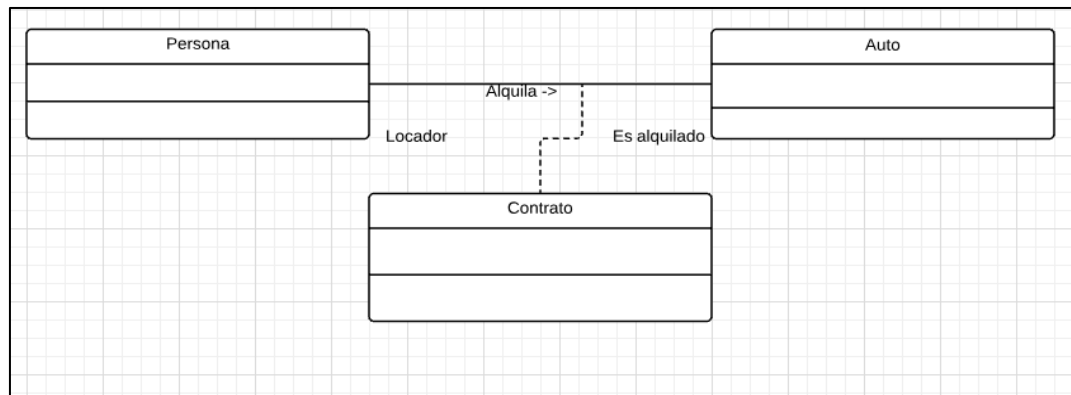 Persona
Auto
Alquila ->
Locador
Es alquilado
Contrato